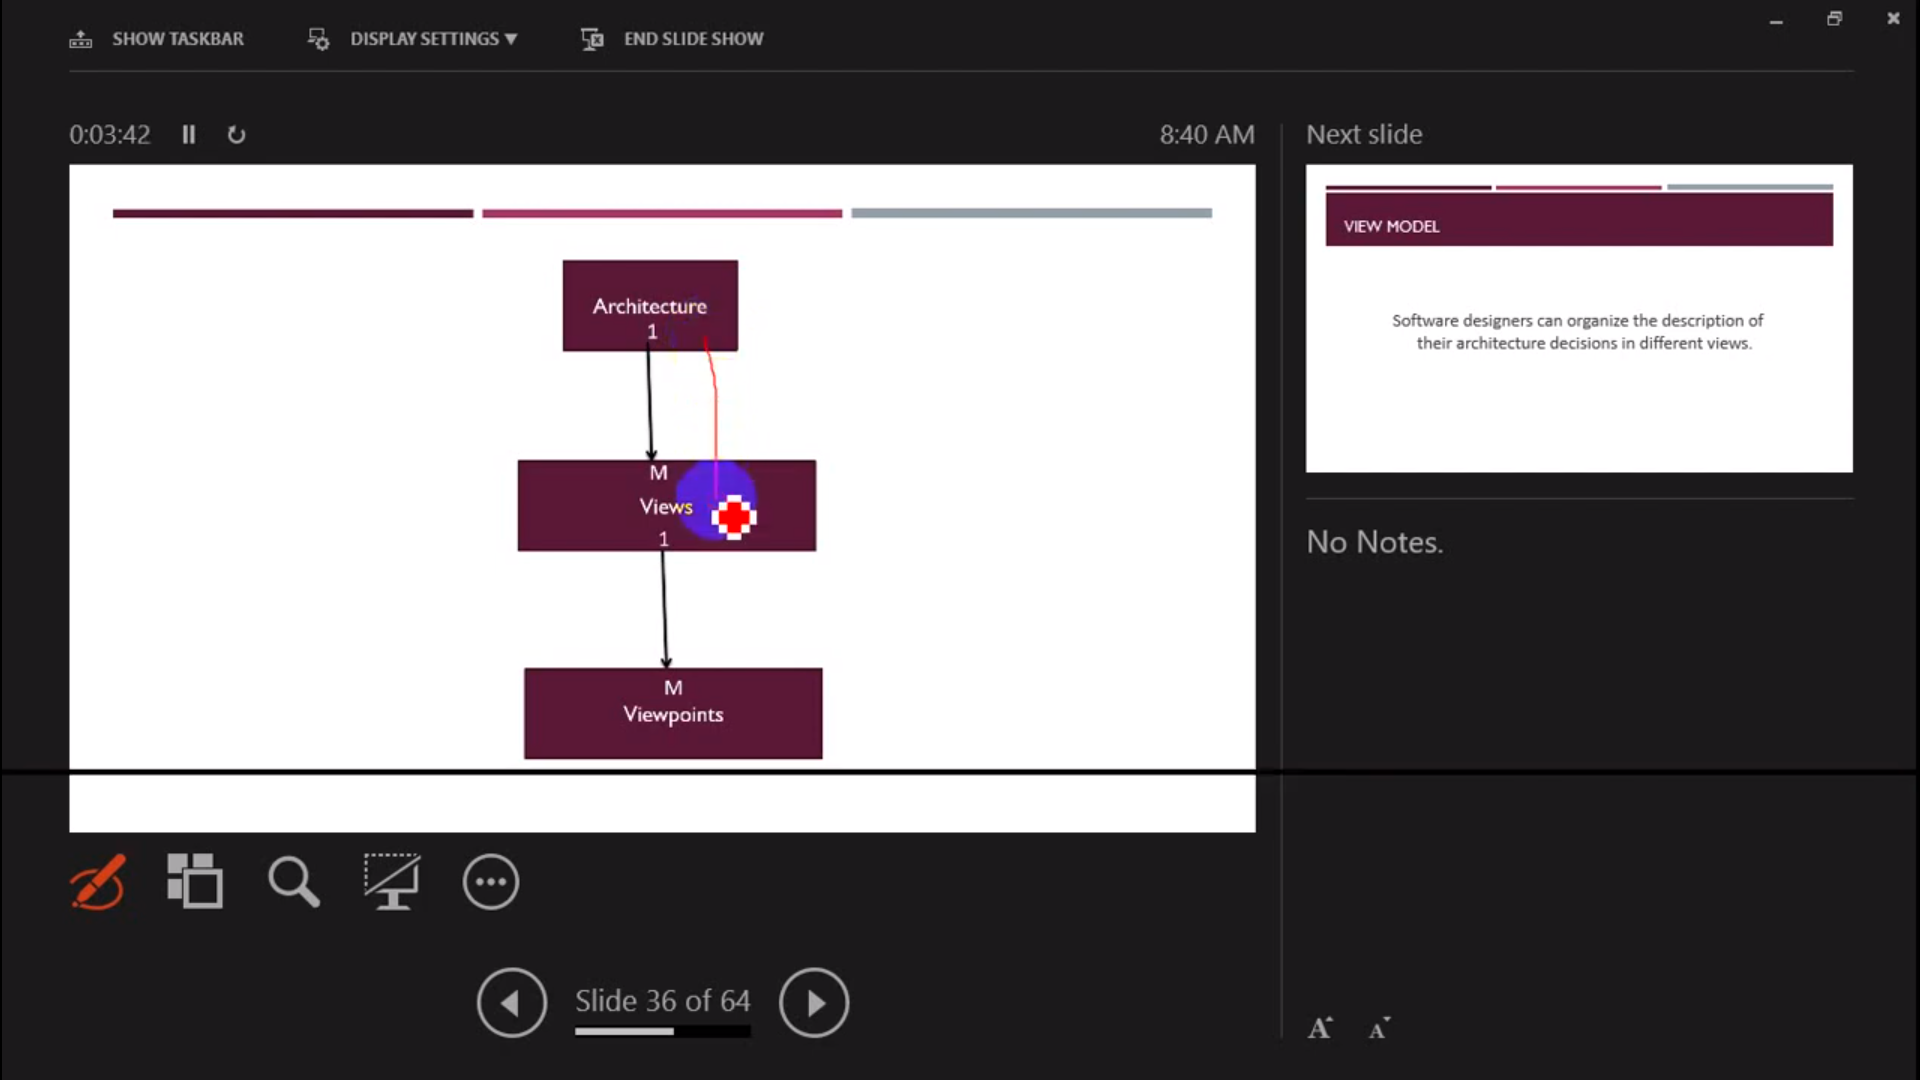 SHOW TASKBAR
DISPLAY SETTINGS
END SLIDE SHOW
0:03:42
8:40 AM
Next slide
Architecture
1
M
Views
1
M
Viewpoints
VIEW MODEL
Software designers can organize the description of
their architecture decisions in different views.
No Notes.
Slide 36 of 64
A A